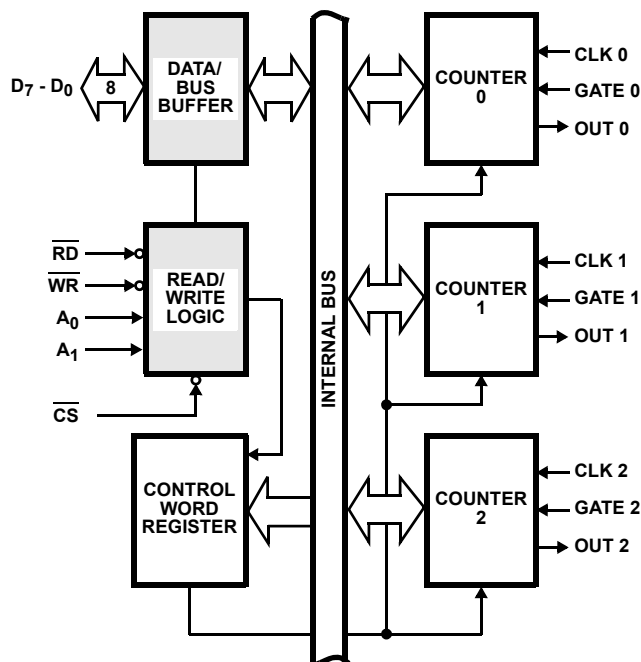 D7 - D0
8
DATA/
BUS
BUFFER
COUNTER
0
CLK 0
GATE 0
OUT 0
RD
WR
A0
A1
CS
READ/
WRITE
LOGIC
INTERNAL BUS
COUNTER
1
CLK 1
GATE 1
OUT 1
CONTROL
WORD
REGISTER
COUNTER
2
CLK 2
GATE 2
OUT 2